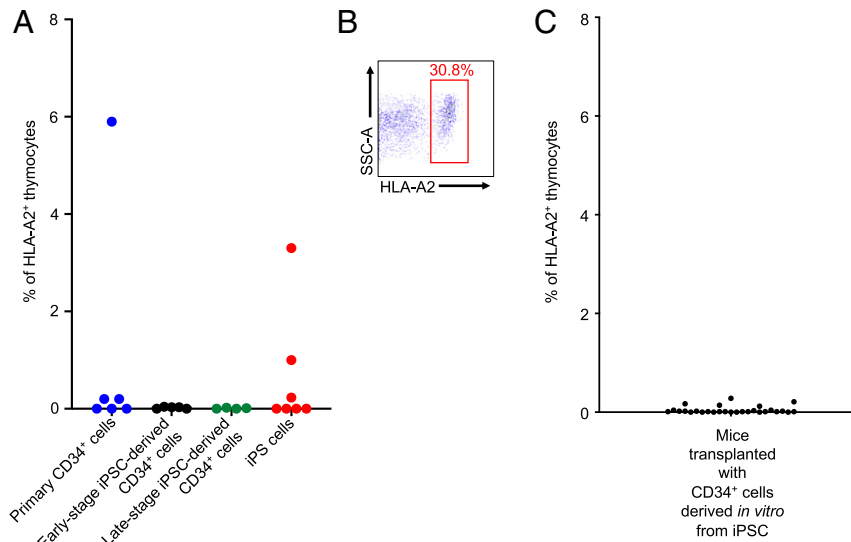 A
8
6
4
2
0
% of HLA-A2⁺ thymocytes
Primary CD34⁺ cells
Early-stage iPSC-derived
CD34⁺ cells
Late-stage iPSC-derived
CD34⁺ cells
iPS cells
B
30.8%
SSC-A
HLA-A2
C
8
6
4
2
0
% of HLA-A2⁺ thymocytes
Mice
transplanted
with
CD34⁺ cells
derived in vitro
from iPSC